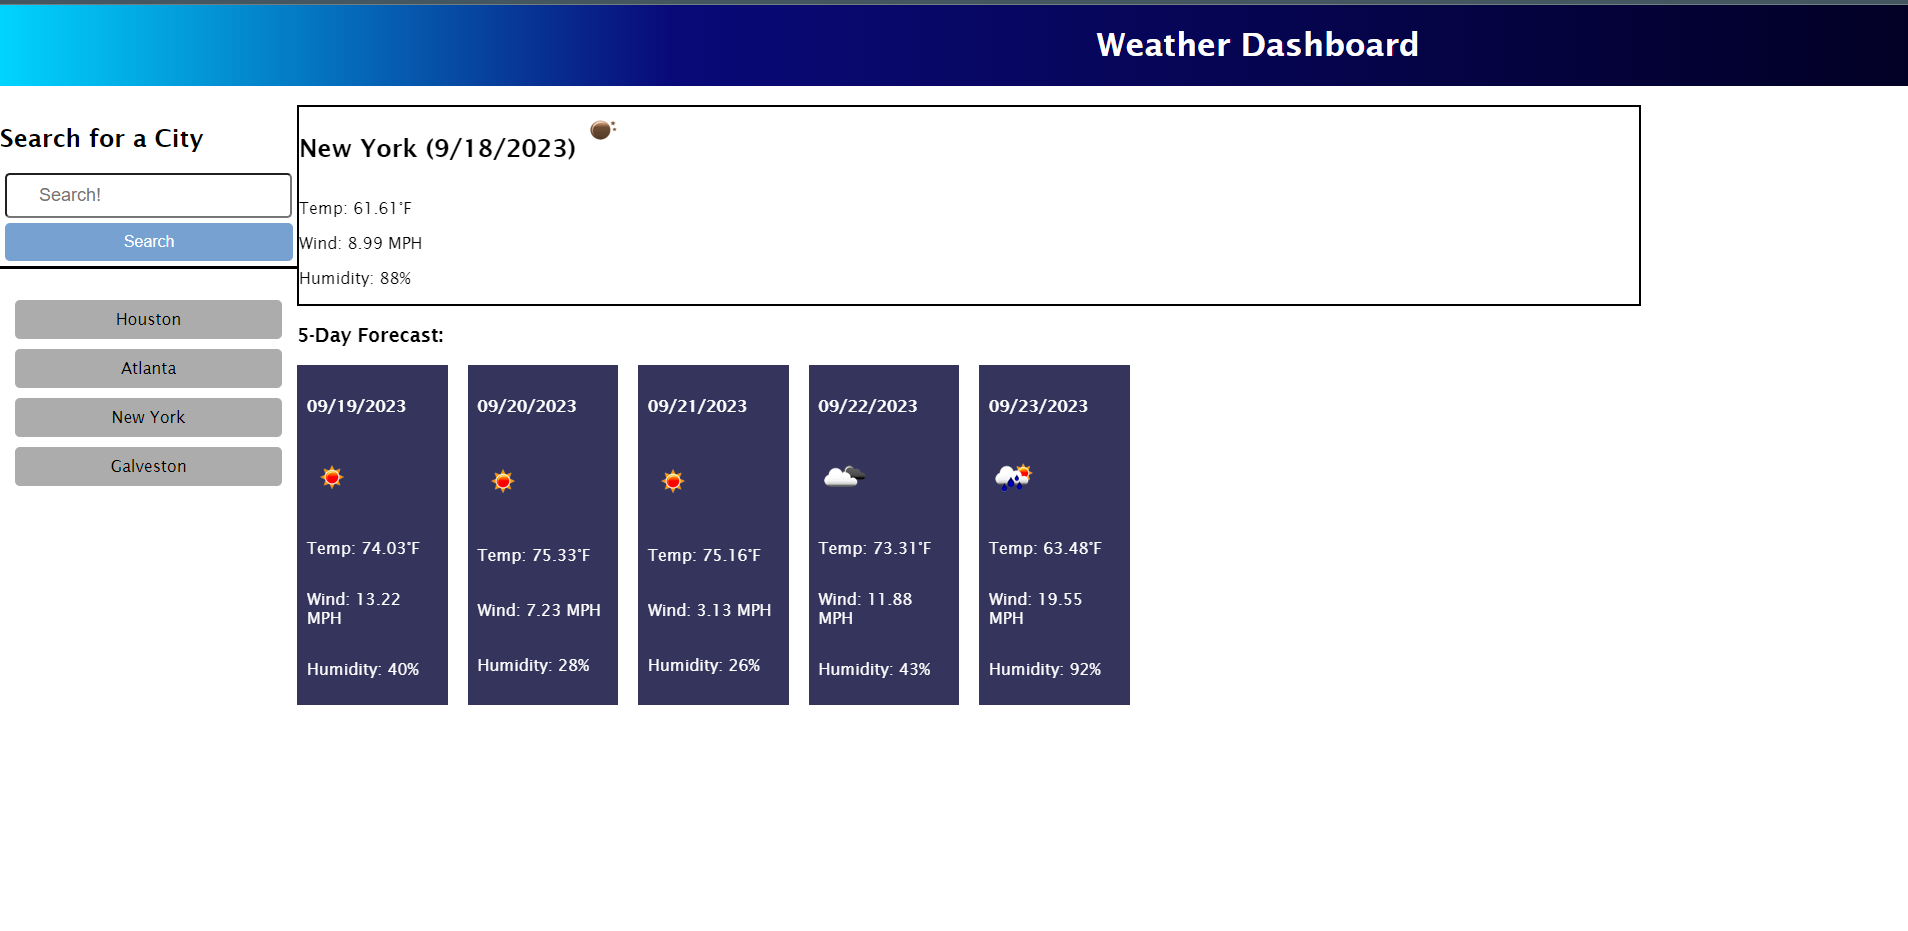 Weather Dashboard
Search for a City
Search!
Search
Houston
Atlanta
New York
Galveston
New York (9/18/2023)
Temp: 61.61°F
Wind: 8.99 MPH
Humidity: 88%
5-Day Forecast:
09/19/2023
Temp: 74.03°F
Wind: 13.22
MPH
Humidity: 40%
09/20/2023
Temp: 75.33°F
Wind: 7.23 MPH
Humidity: 28%
09/21/2023
Temp: 75.16°F
Wind: 3.13 MPH
Humidity: 26%
09/22/2023
Temp: 73.31°F
Wind: 11.88
MPH
Humidity: 43%
09/23/2023
Temp: 63.48°F
Wind: 19.55
MPH
Humidity: 92%